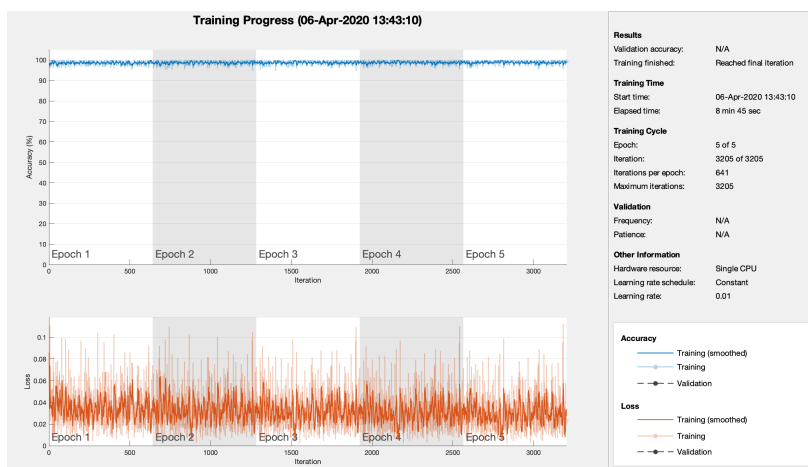 Training Progress (06-Apr-2020 13:43:10)
100
90
80
70
60
50
40
30
20
10
0
Accuracy (%)
Epoch 1 Epoch 2 Epoch 3 Epoch 4 Epoch 5
0 500 1000 1500 2000 2500 3000
Iteration
0.1
0.08
0.06
0.04
0.02
0
Loss
Epoch 1 Epoch 2 Epoch 3 Epoch 4 Epoch 5
0 500 1000 1500 2000 2500 3000
Iteration
Results
Validation accuracy: N/A
Training finished: Reached final iteration
Training Time
Start time: 06-Apr-2020 13:43:10
Elapsed time: 8 min 45 sec
Training Cycle
Epoch: 5 of 5
Iteration: 3205 of 3205
Iterations per epoch: 641
Maximum iterations: 3205
Validation
Frequency: N/A
Patience: N/A
Other Information
Hardware resource: Single CPU
Learning rate schedule: Constant
Learning rate: 0.01
Accuracy
Training (smoothed)
Training
Validation
Loss
Training (smoothed)
Training
Validation